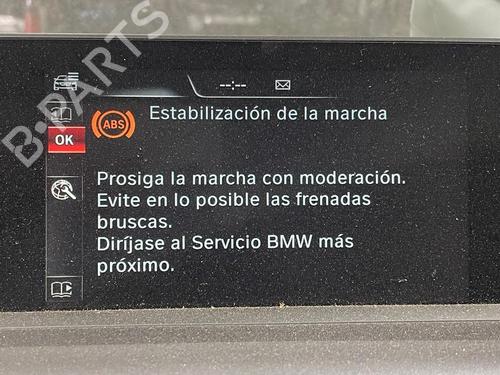 --:--
ABS
Estabilización de la marcha
OK
Prosiga la marcha con moderación.
Evite en lo posible las frenadas
bruscas.
Diríjase al Servicio BMW más
próximo.
B-PARTS